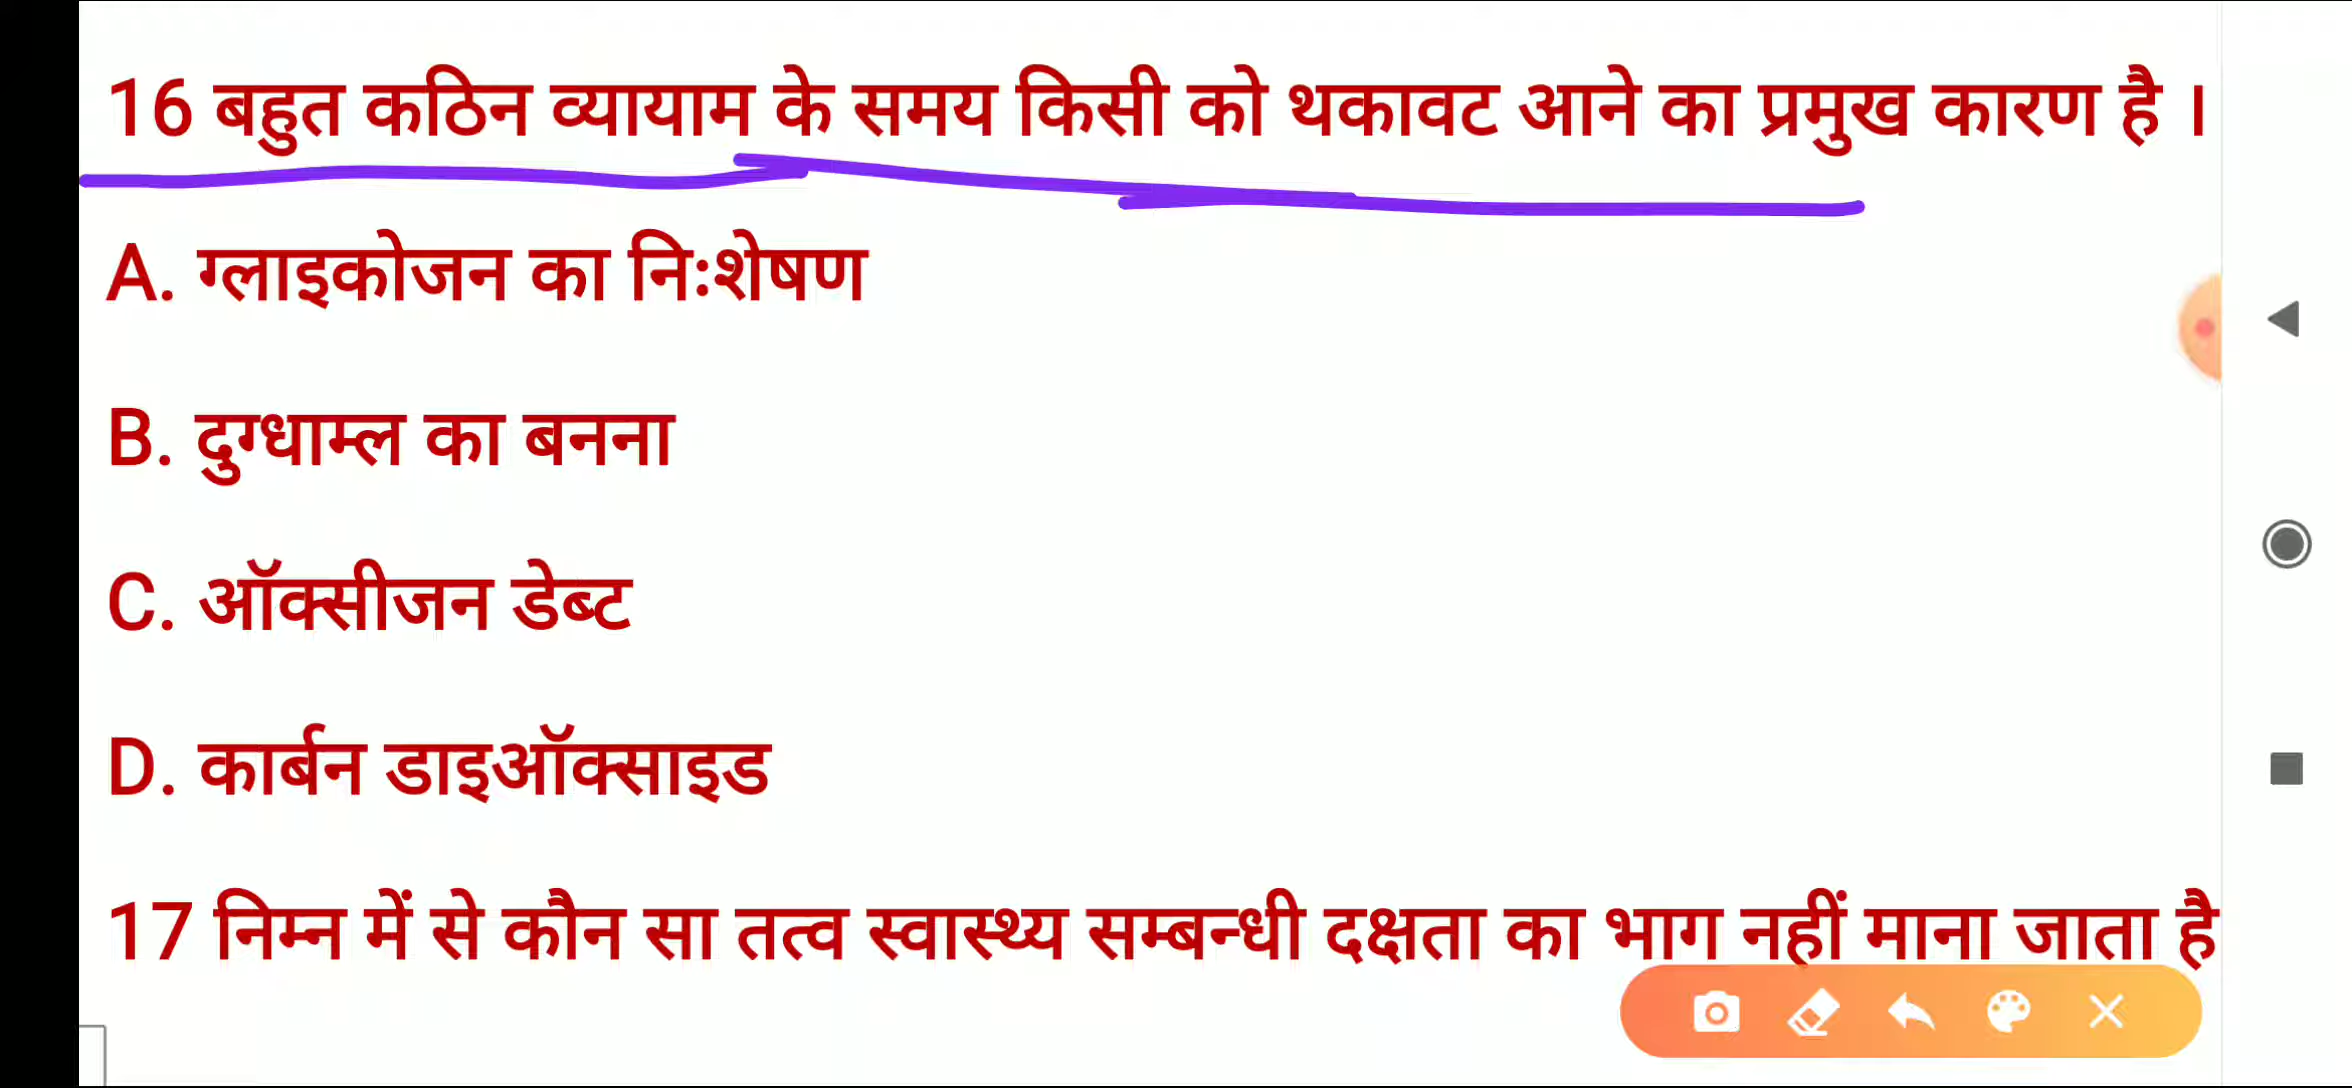 16 बहुत कठिन व्यायाम के समय किसी को थकावट आने का प्रमुख कारण है ।
A. ग्लाइकोजन का निःशेषण
B. दुग्धाम्ल का बनना
C. ऑक्सीजन डेब्ट
D. कार्बन डाइऑक्साइड
17 निम्न में से कौन सा तत्व स्वास्थ्य सम्बन्धी दक्षता का भाग नहीं माना जाता है